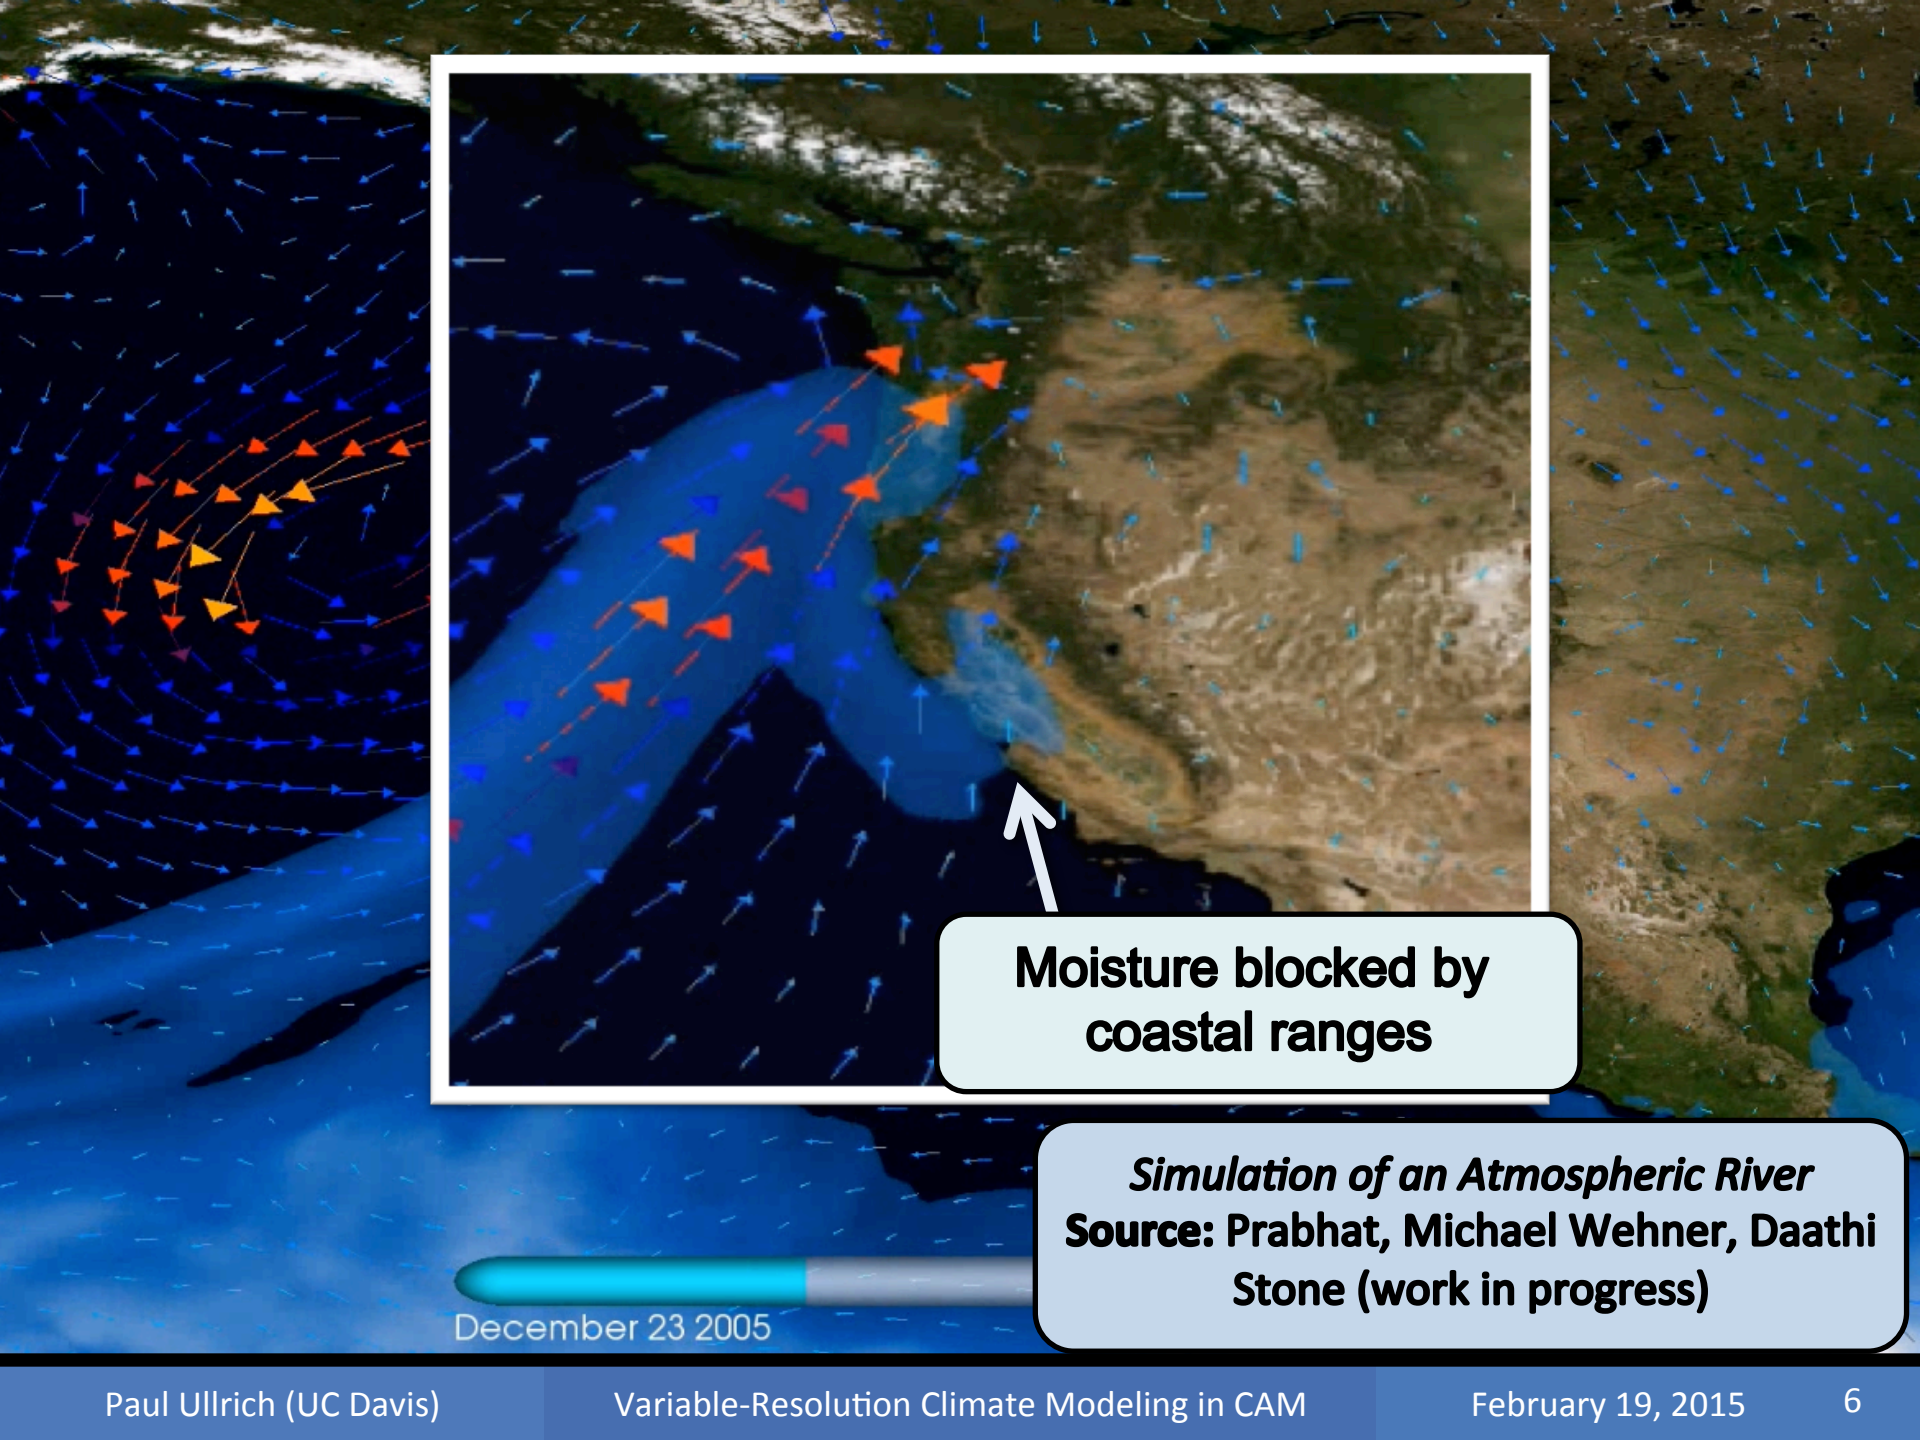 Moisture blocked by
coastal ranges
Simulation of an Atmospheric River
Source: Prabhat, Michael Wehner, Daathi
Stone (work in progress)
December 23 2005
Paul Ullrich (UC Davis)
Variable-Resolution Climate Modeling in CAM
February 19, 2015
6